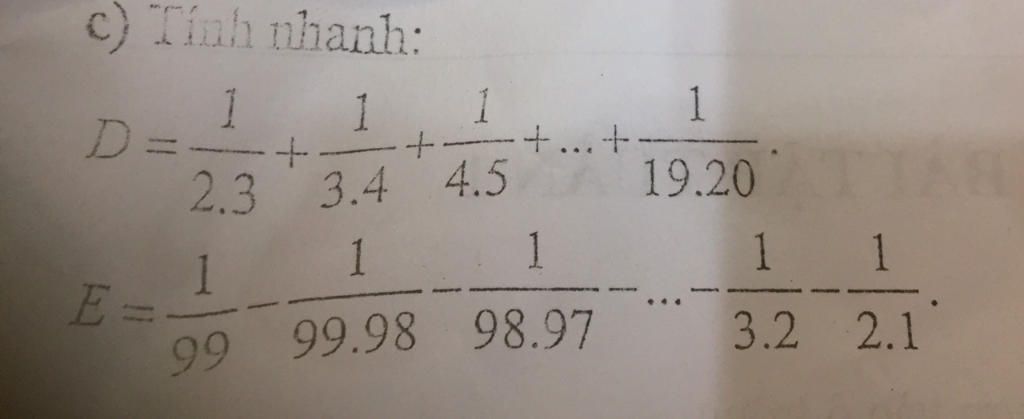 c) Tính nhanh:
D = 1/2.3 + 1/3.4 + 1/4.5 + ... + 1/19.20 .
E = 1/99 - 1/99.98 - 1/98.97 - ... - 1/3.2 - 1/2.1 .